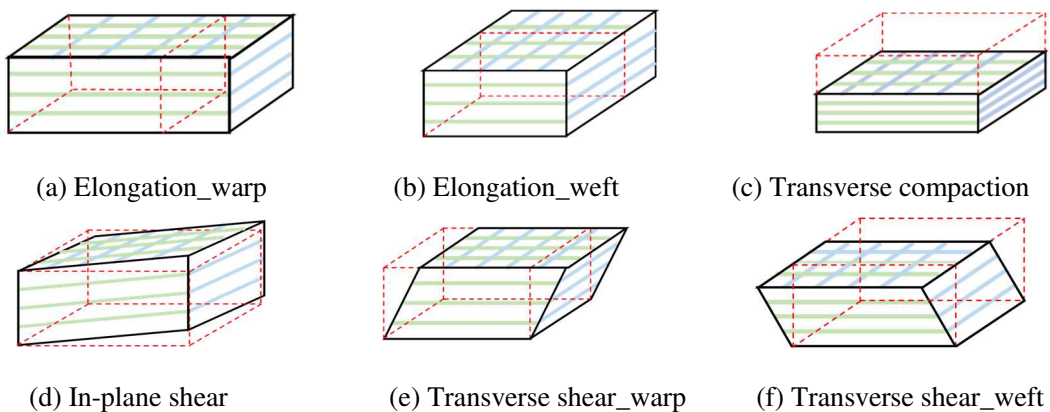 (a) Elongation_warp
(b) Elongation_weft
(c) Transverse compaction
(d) In-plane shear
(e) Transverse shear_warp
(f) Transverse shear_weft